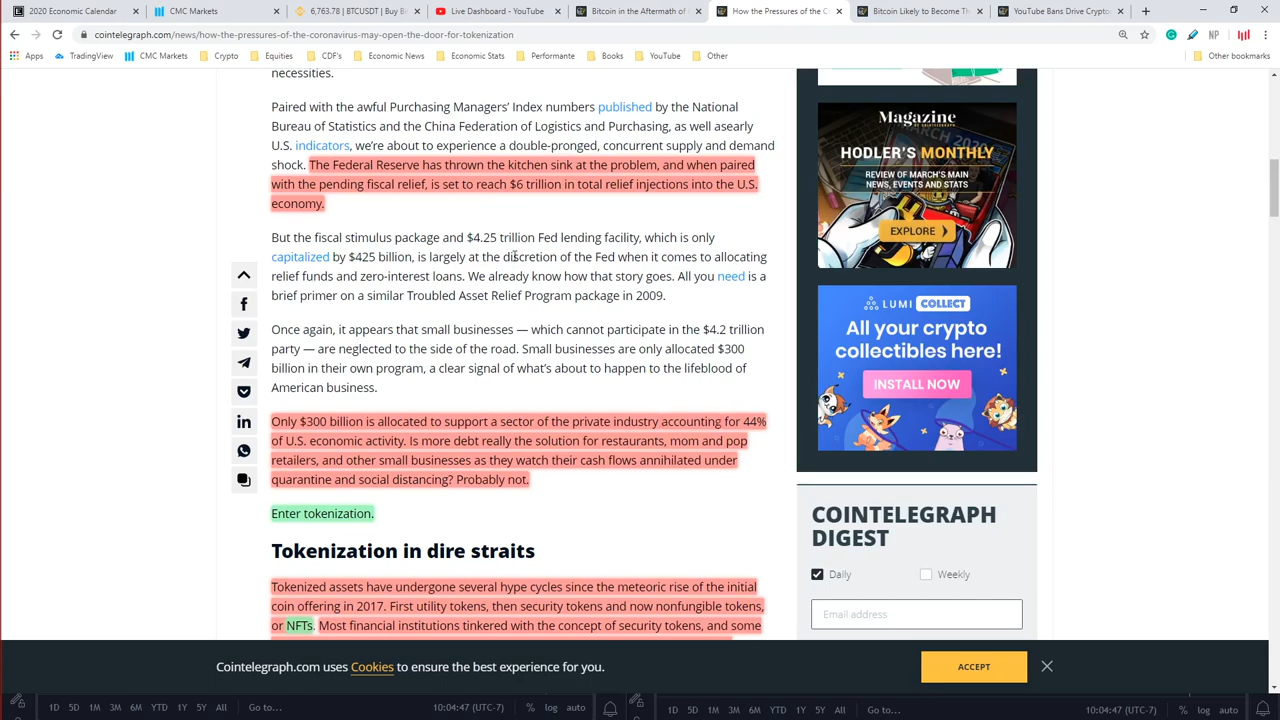 2020 Economic Calendar
CMC Markets
6,763.78 | BTCUSDT | Buy Bi
Live Dashboard - YouTube
Bitcoin in the Aftermath of
How the Pressures of the C
Bitcoin Likely to Become Th
YouTube Bans Drive Crypto
cointelegraph.com/news/how-the-pressures-of-the-coronavirus-may-open-the-door-for-tokenization
NP
Apps
TradingView
CMC Markets
Crypto
Equities
CDF's
Economic News
Economic Stats
Performante
Books
YouTube
Other
Other bookmarks
necessities.
Paired with the awful Purchasing Managers' Index numbers published by the National
Bureau of Statistics and the China Federation of Logistics and Purchasing, as well asearly
U.S. indicators, we're about to experience a double-pronged, concurrent supply and demand
shock. The Federal Reserve has thrown the kitchen sink at the problem, and when paired
with the pending fiscal relief, is set to reach $6 trillion in total relief injections into the U.S.
economy.
But the fiscal stimulus package and $4.25 trillion Fed lending facility, which is only
capitalized by $425 billion, is largely at the discretion of the Fed when it comes to allocating
relief funds and zero-interest loans. We already know how that story goes. All you need is a
brief primer on a similar Troubled Asset Relief Program package in 2009.
Once again, it appears that small businesses — which cannot participate in the $4.2 trillion
party — are neglected to the side of the road. Small businesses are only allocated $300
billion in their own program, a clear signal of what's about to happen to the lifeblood of
American business.
Only $300 billion is allocated to support a sector of the private industry accounting for 44%
of U.S. economic activity. Is more debt really the solution for restaurants, mom and pop
retailers, and other small businesses as they watch their cash flows annihilated under
quarantine and social distancing? Probably not.
Enter tokenization.
Tokenization in dire straits
Tokenized assets have undergone several hype cycles since the meteoric rise of the initial
coin offering in 2017. First utility tokens, then security tokens and now nonfungible tokens,
or NFTs. Most financial institutions tinkered with the concept of security tokens, and some
Magazine
HODLER'S MONTHLY
REVIEW OF MARCH'S MAIN
NEWS, EVENTS AND STATS
EXPLORE
LUMI COLLECT
All your crypto
collectibles here!
INSTALL NOW
COINTELEGRAPH
DIGEST
Daily
Weekly
Email address
Cointelegraph.com uses Cookies to ensure the best experience for you.
ACCEPT
1D 5D 1M 3M 6M YTD 1Y 5Y All Go to... 10:04:47 (UTC-7) % log auto
1D 5D 1M 3M 6M YTD 1Y 5Y All Go to... 10:04:47 (UTC-7) % log auto